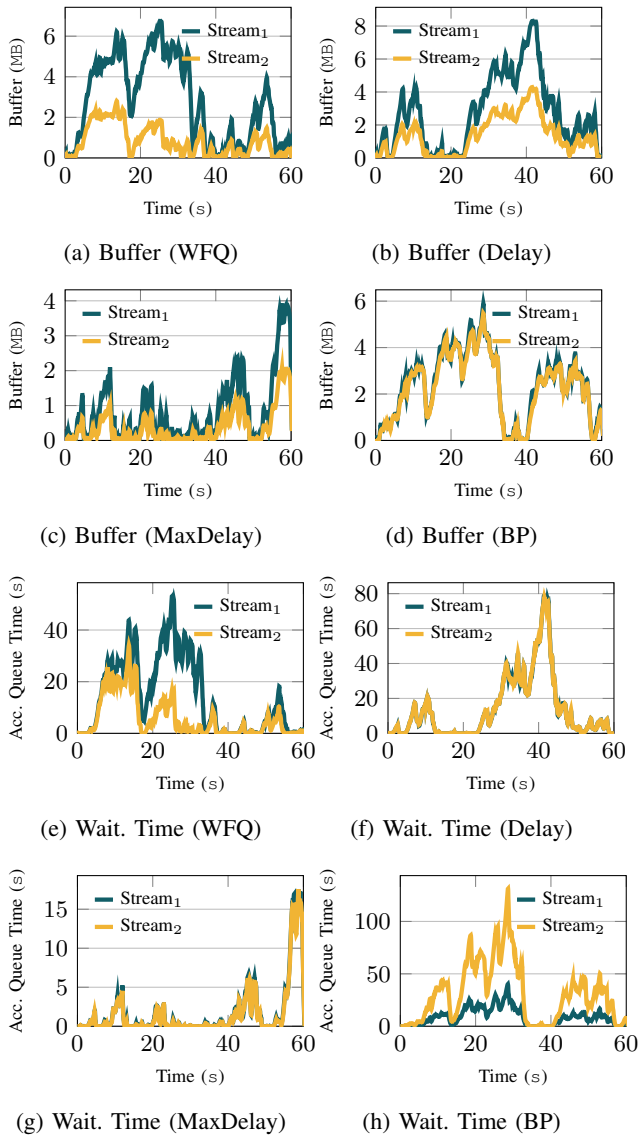 Buffer (MB)
6
4
2
0
Stream1
Stream2
0 20 40 60
Time (s)
(a) Buffer (WFQ)
Buffer (MB)
8
6
4
2
0
Stream1
Stream2
0 20 40 60
Time (s)
(b) Buffer (Delay)
Buffer (MB)
4
3
2
1
0
Stream1
Stream2
0 20 40 60
Time (s)
(c) Buffer (MaxDelay)
Buffer (MB)
6
4
2
0
Stream1
Stream2
0 20 40 60
Time (s)
(d) Buffer (BP)
Acc. Queue Time (s)
40
20
0
Stream1
Stream2
0 20 40 60
Time (s)
(e) Wait. Time (WFQ)
Acc. Queue Time (s)
80
60
40
20
0
Stream1
Stream2
0 20 40 60
Time (s)
(f) Wait. Time (Delay)
Acc. Queue Time (s)
15
10
5
0
Stream1
Stream2
0 20 40 60
Time (s)
(g) Wait. Time (MaxDelay)
Acc. Queue Time (s)
100
50
0
Stream1
Stream2
0 20 40 60
Time (s)
(h) Wait. Time (BP)